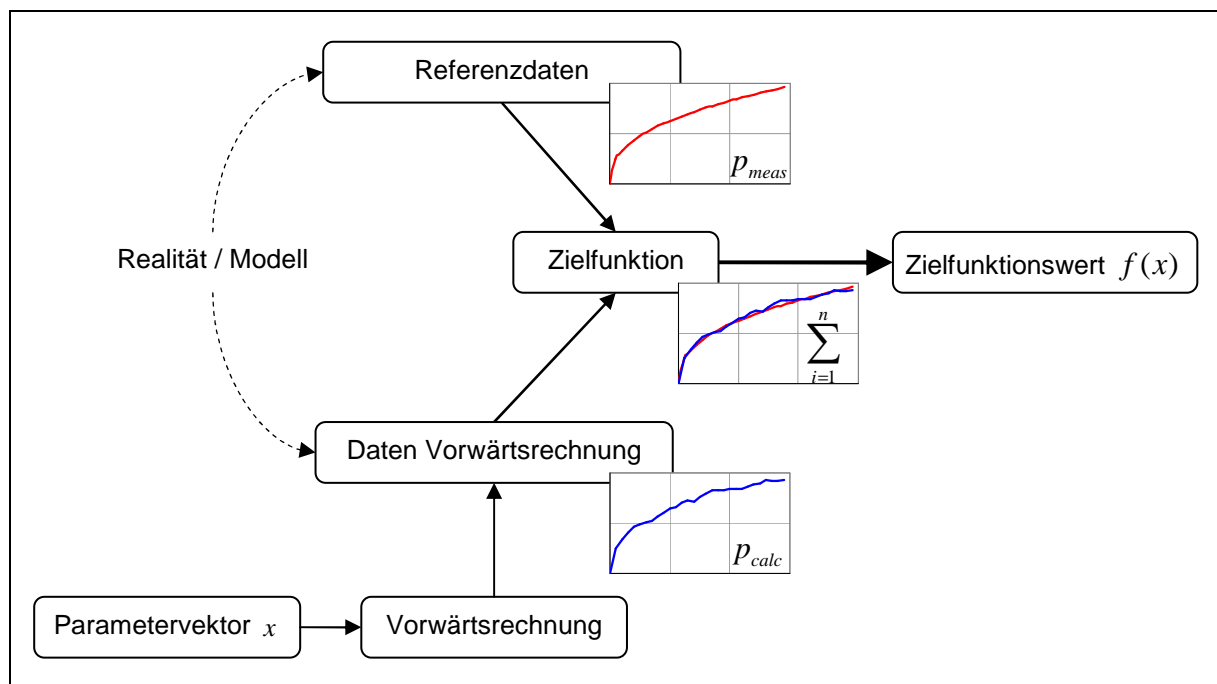 Referenzdaten
p_meas
Realität / Modell
Zielfunktion
Zielfunktionswert f(x)
n
∑
i=1
Daten Vorwärtsrechnung
p_calc
Parametervektor x
Vorwärtsrechnung